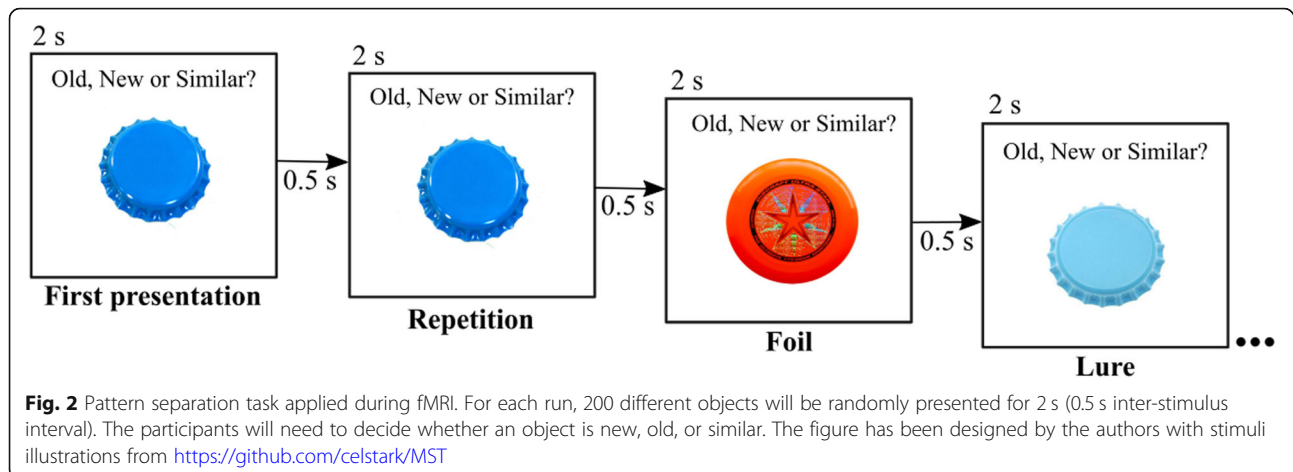 2 s
Old, New or Similar?
First presentation
0.5 s
2 s
Old, New or Similar?
Repetition
0.5 s
2 s
Old, New or Similar?
Foil
0.5 s
2 s
Old, New or Similar?
Lure
•••
Fig. 2 Pattern separation task applied during fMRI. For each run, 200 different objects will be randomly presented for 2 s (0.5 s inter-stimulus
interval). The participants will need to decide whether an object is new, old, or similar. The figure has been designed by the authors with stimuli
illustrations from https://github.com/celstark/MST